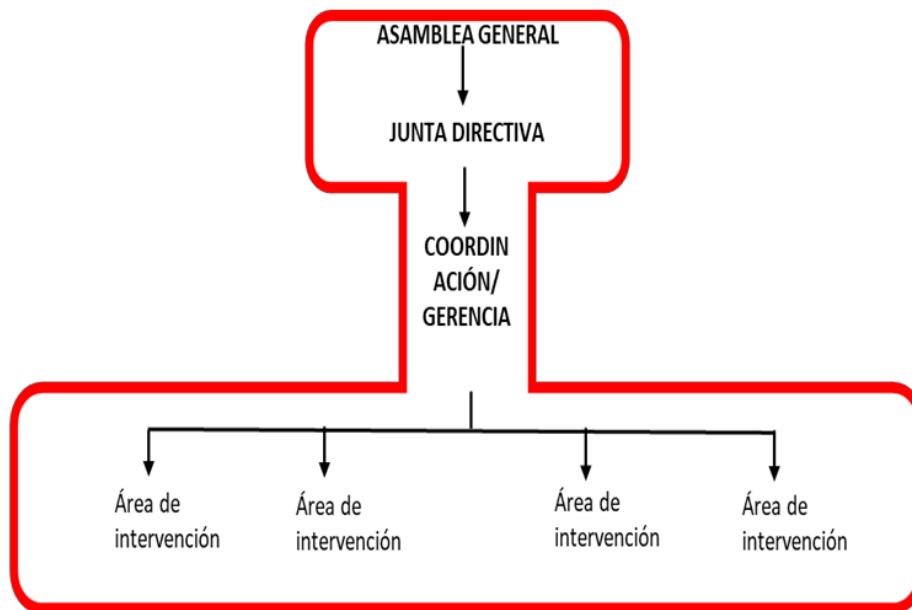 ASAMBLEA GENERAL
JUNTA DIRECTIVA
COORDIN
ACIÓN/
GERENCIA
Área de
intervención
Área de
intervención
Área de
intervención
Área de
intervención